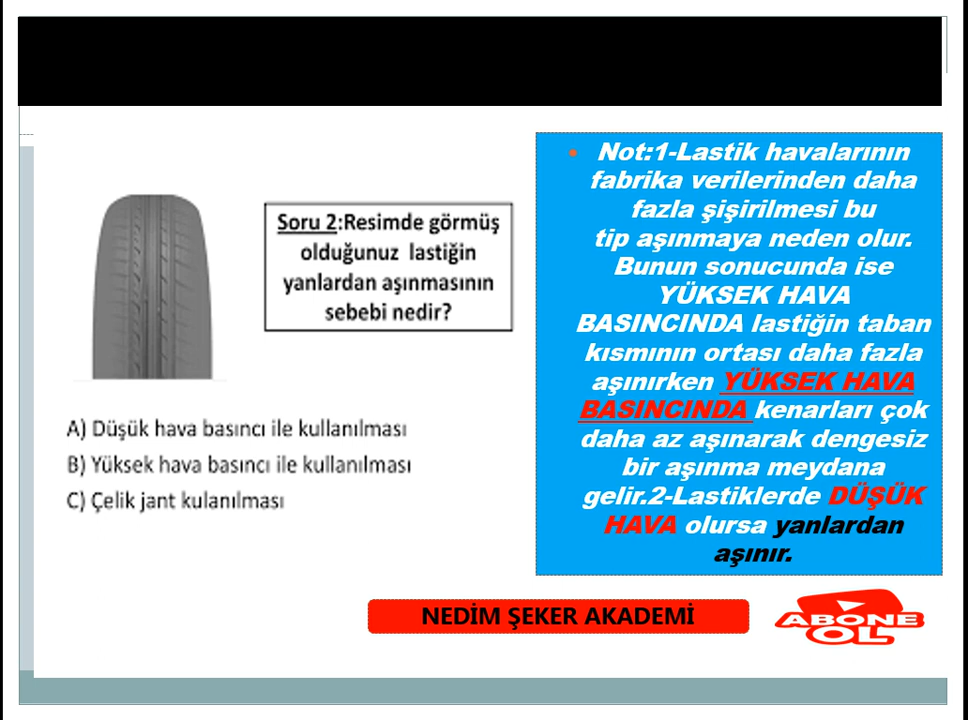 Soru 2:Resimde görmüş
olduğunuz lastiğin
yanlardan aşınmasının
sebebi nedir?
A) Düşük hava basıncı ile kullanılması
B) Yüksek hava basıncı ile kullanılması
C) Çelik jant kulanılması
• Not:1-Lastik havalarının
fabrika verilerinden daha
fazla şişirilmesi bu
tip aşınmaya neden olur.
Bunun sonucunda ise
YÜKSEK HAVA
BASINCINDA lastiğin taban
kısmının ortası daha fazla
aşınırken YÜKSEK HAVA
BASINCINDA kenarları çok
daha az aşınarak dengesiz
bir aşınma meydana
gelir.2-Lastiklerde DÜŞÜK
HAVA olursa yanlardan
aşınır.
NEDİM ŞEKER AKADEMİ
ABONE
OL